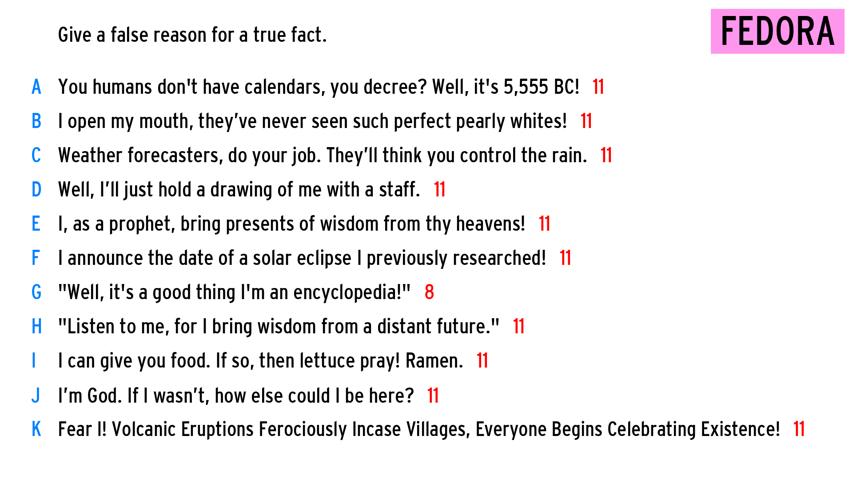 Give a false reason for a true fact.
FEDORA
A You humans don't have calendars, you decree? Well, it's 5,555 BC! 11
B I open my mouth, they’ve never seen such perfect pearly whites! 11
C Weather forecasters, do your job. They’ll think you control the rain. 11
D Well, I’ll just hold a drawing of me with a staff. 11
E I, as a prophet, bring presents of wisdom from thy heavens! 11
F I announce the date of a solar eclipse I previously researched! 11
G "Well, it's a good thing I'm an encyclopedia!" 8
H "Listen to me, for I bring wisdom from a distant future." 11
I I can give you food. If so, then lettuce pray! Ramen. 11
J I’m God. If I wasn’t, how else could I be here? 11
K Fear I! Volcanic Eruptions Ferociously Incase Villages, Everyone Begins Celebrating Existence! 11